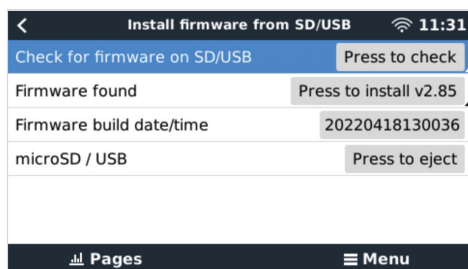 Install firmware from SD/USB 11:31
Check for firmware on SD/USB Press to check
Firmware found Press to install v2.85
Firmware build date/time 20220418130036
microSD / USB Press to eject
Pages Menu